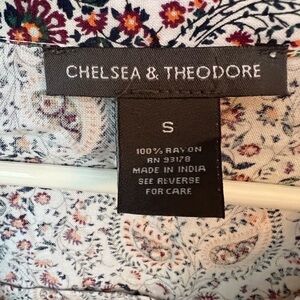 CHELSEA & THEODORE
S
100% RAYON
RN 93178
MADE IN INDIA
SEE REVERSE
FOR CARE